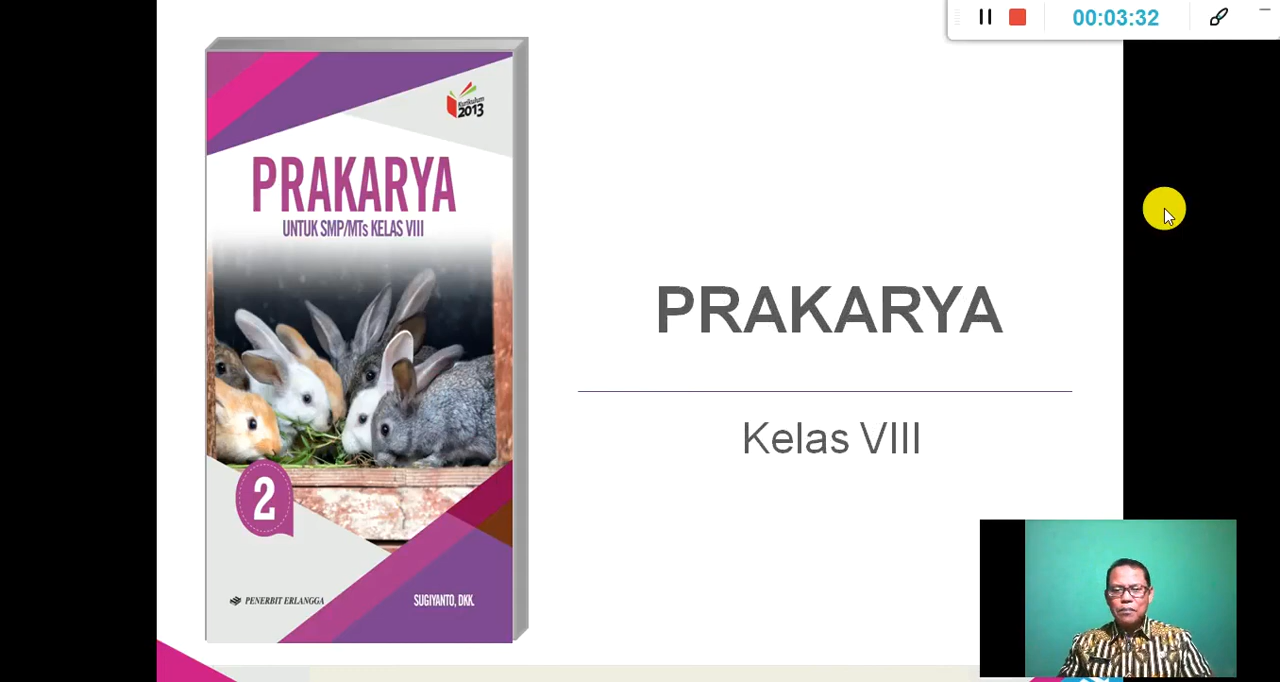 00:03:32
Kurikulum
2013
PRAKARYA
UNTUK SMP/MTs KELAS VIII
2
PENERBIT ERLANGGA
SUGIYANTO, DKK.
PRAKARYA
Kelas VIII